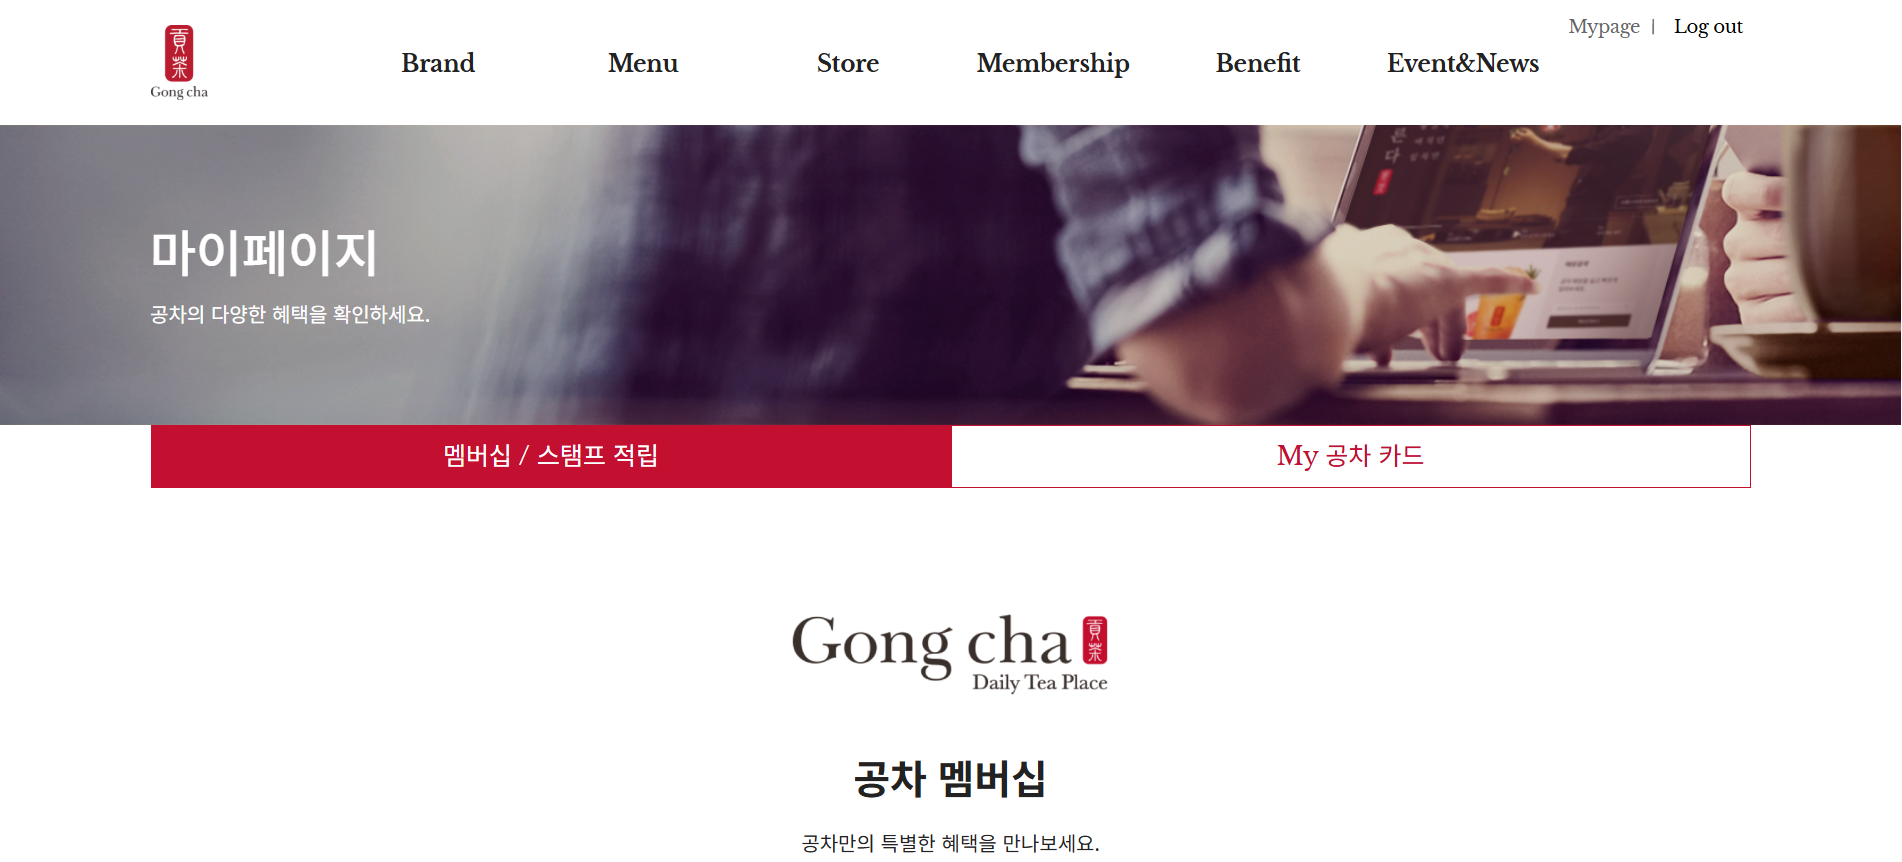 Mypage | Log out
貢茶
Gong cha
Brand Menu Store Membership Benefit Event&News
마이페이지
공차의 다양한 혜택을 확인하세요.
멤버십 / 스탬프 적립
My 공차 카드
Gong cha 貢茶
Daily Tea Place
공차 멤버십
공차만의 특별한 혜택을 만나보세요.